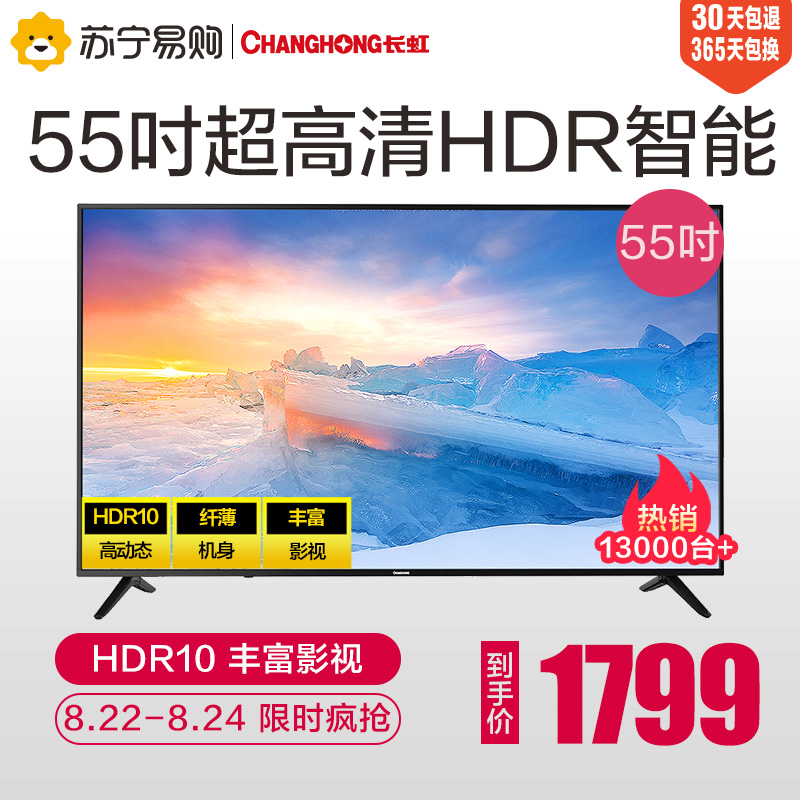 苏宁易购
CHANGHONG长虹
30天包退
365天包换
55吋超高清HDR智能
55吋
HDR10
高动态
纤薄
机身
丰富
影视
热销
13000台+
CHANGHONG
HDR10 丰富影视
8.22-8.24 限时疯抢
到手价
1799